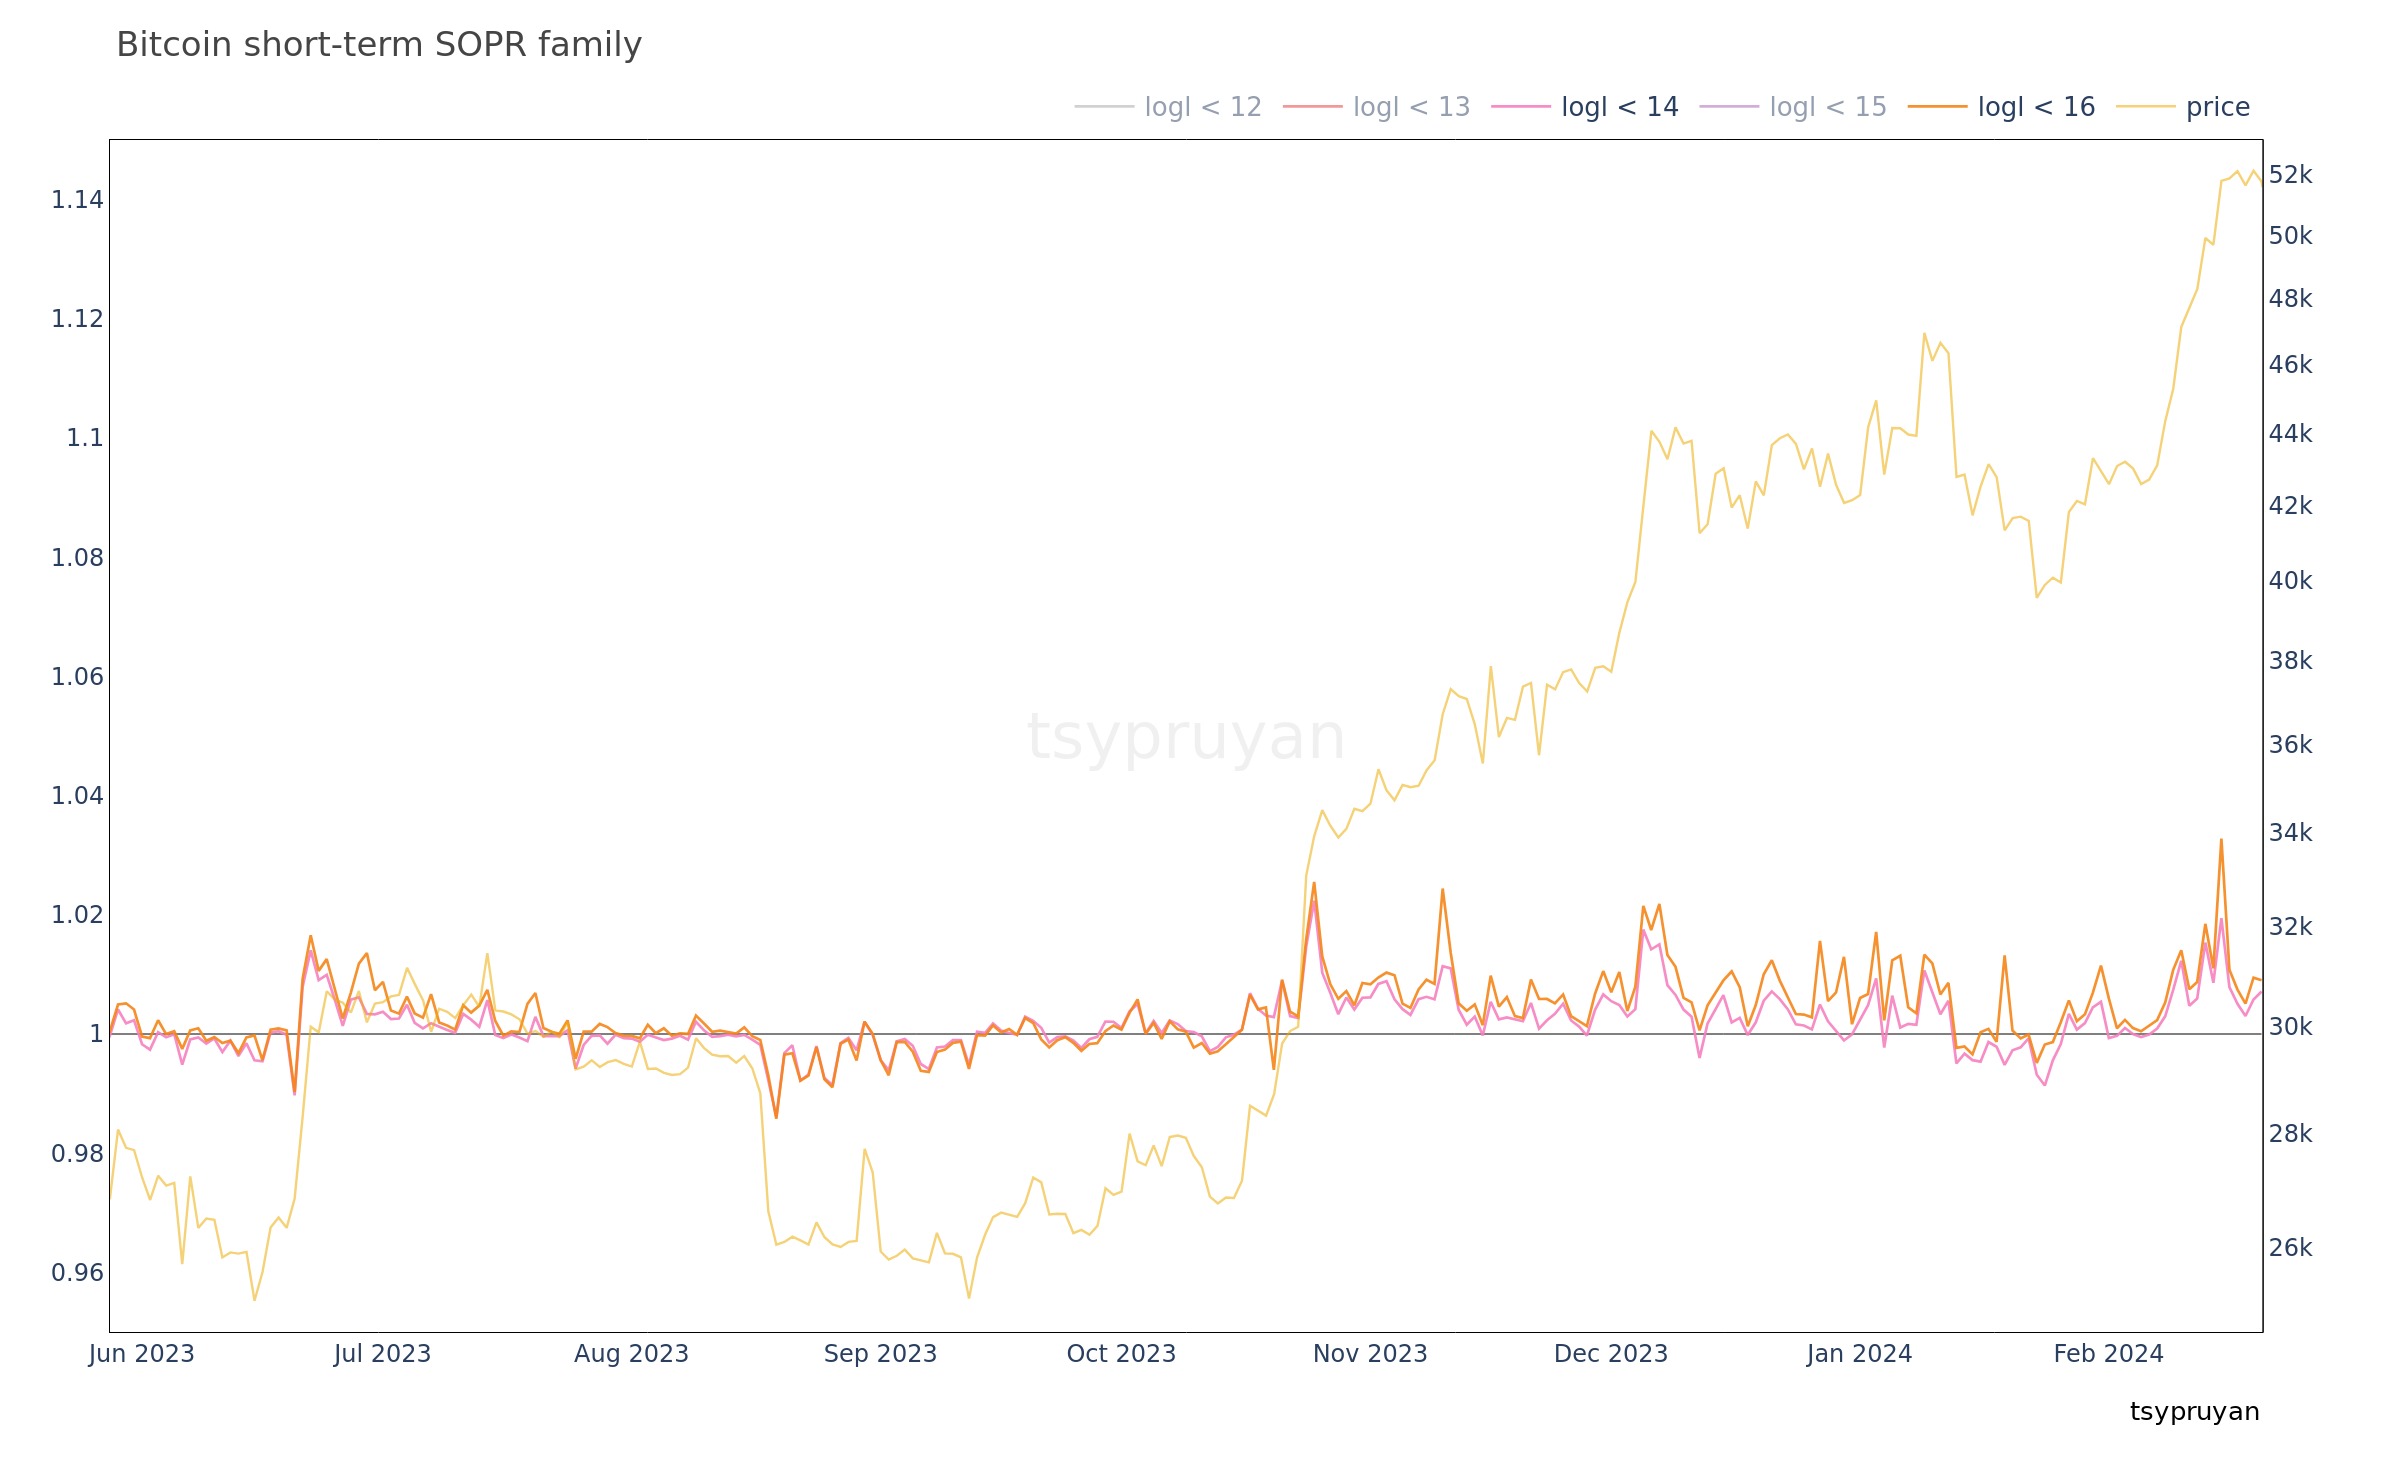 Bitcoin short-term SOPR family
logl < 12 logl < 13 logl < 14 logl < 15 logl < 16 price
1.14
1.12
1.1
1.08
1.06
1.04
1.02
1
0.98
0.96
52k
50k
48k
46k
44k
42k
40k
38k
36k
34k
32k
30k
28k
26k
tsypruyan
Jun 2023 Jul 2023 Aug 2023 Sep 2023 Oct 2023 Nov 2023 Dec 2023 Jan 2024 Feb 2024
tsypruyan